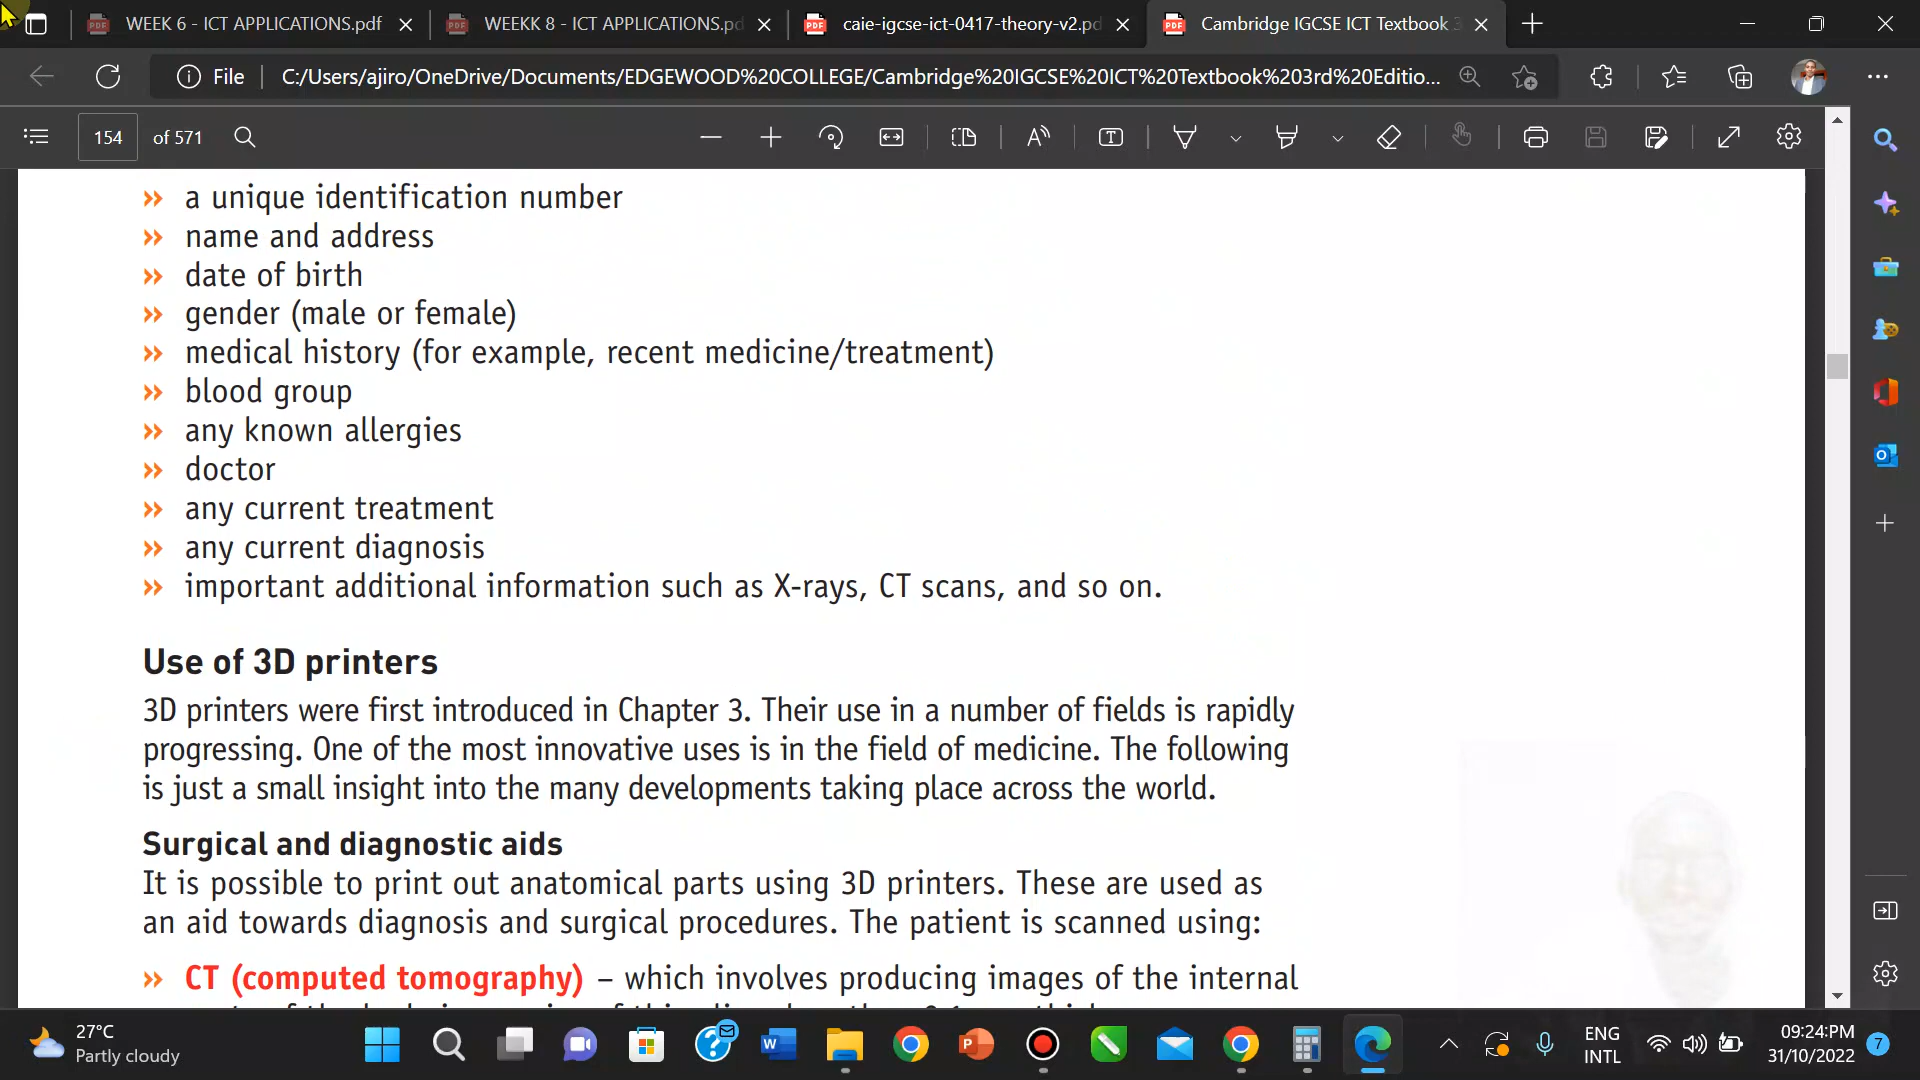 WEEK 6 - ICT APPLICATIONS.pdf
WEEKK 8 - ICT APPLICATIONS.pd
caie-igcse-ict-0417-theory-v2.pd
Cambridge IGCSE ICT Textbook 3
File
C:/Users/ajiro/OneDrive/Documents/EDGEWOOD%20COLLEGE/Cambridge%20IGCSE%20ICT%20Textbook%203rd%20Editio...
154 of 571
» a unique identification number
» name and address
» date of birth
» gender (male or female)
» medical history (for example, recent medicine/treatment)
» blood group
» any known allergies
» doctor
» any current treatment
» any current diagnosis
» important additional information such as X-rays, CT scans, and so on.
Use of 3D printers
3D printers were first introduced in Chapter 3. Their use in a number of fields is rapidly
progressing. One of the most innovative uses is in the field of medicine. The following
is just a small insight into the many developments taking place across the world.
Surgical and diagnostic aids
It is possible to print out anatomical parts using 3D printers. These are used as
an aid towards diagnosis and surgical procedures. The patient is scanned using:
» CT (computed tomography) – which involves producing images of the internal
27°C
Partly cloudy
ENG
INTL
09:24:PM
31/10/2022
7